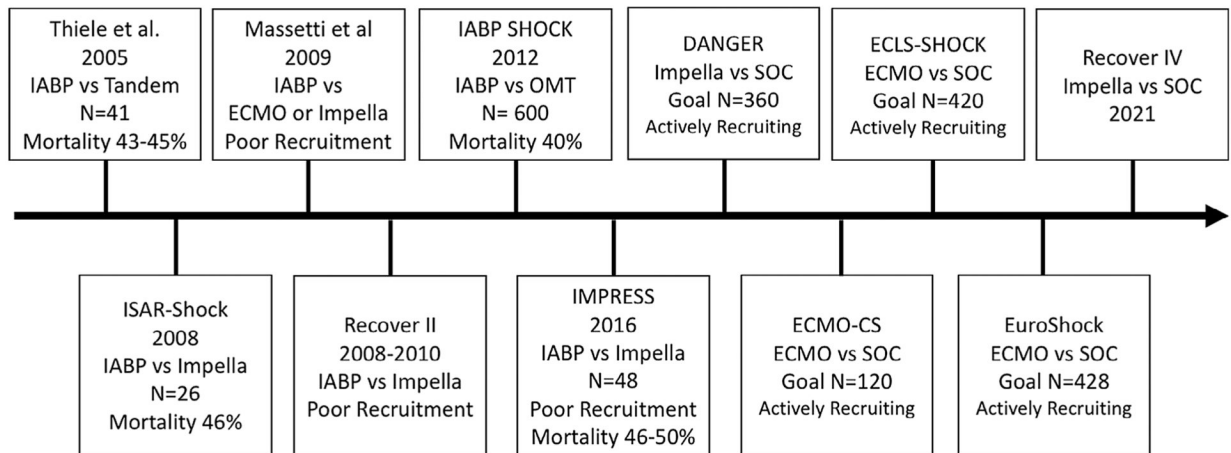 Thiele et al.
2005
IABP vs Tandem
N=41
Mortality 43-45%
Massetti et al
2009
IABP vs
ECMO or Impella
Poor Recruitment
IABP SHOCK
2012
IABP vs OMT
N= 600
Mortality 40%
DANGER
Impella vs SOC
Goal N=360
Actively Recruiting
ECLS-SHOCK
ECMO vs SOC
Goal N=420
Actively Recruiting
Recover IV
Impella vs SOC
2021
ISAR-Shock
2008
IABP vs Impella
N=26
Mortality 46%
Recover II
2008-2010
IABP vs Impella
Poor Recruitment
IMPRESS
2016
IABP vs Impella
N=48
Poor Recruitment
Mortality 46-50%
ECMO-CS
ECMO vs SOC
Goal N=120
Actively Recruiting
EuroShock
ECMO vs SOC
Goal N=428
Actively Recruiting